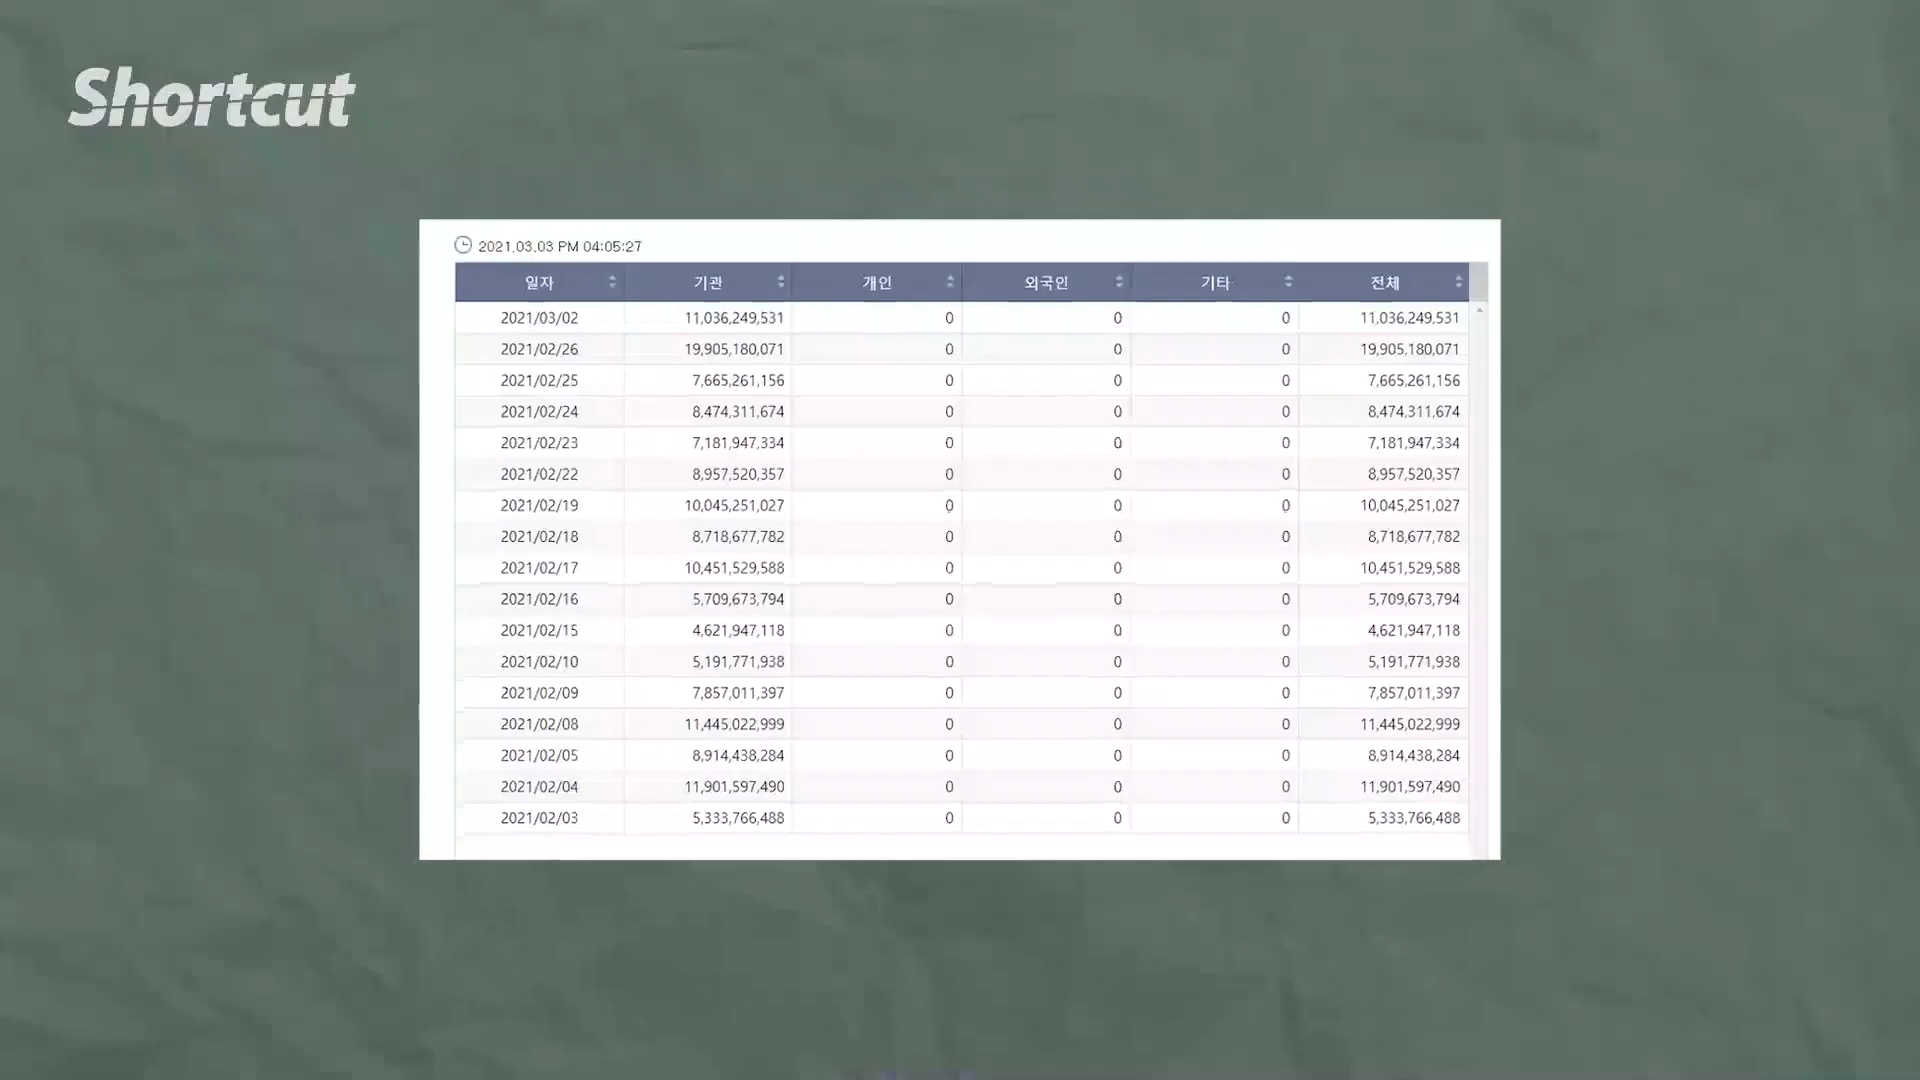 Shortcut
2021.03.03 PM 04:05:27
일자 기관 개인 외국인 기타 전체
2021/03/02 11,036,249,531 0 0 0 11,036,249,531
2021/02/26 19,905,180,071 0 0 0 19,905,180,071
2021/02/25 7,665,261,156 0 0 0 7,665,261,156
2021/02/24 8,474,311,674 0 0 0 8,474,311,674
2021/02/23 7,181,947,334 0 0 0 7,181,947,334
2021/02/22 8,957,520,357 0 0 0 8,957,520,357
2021/02/19 10,045,251,027 0 0 0 10,045,251,027
2021/02/18 8,718,677,782 0 0 0 8,718,677,782
2021/02/17 10,451,529,588 0 0 0 10,451,529,588
2021/02/16 5,709,673,794 0 0 0 5,709,673,794
2021/02/15 4,621,947,118 0 0 0 4,621,947,118
2021/02/10 5,191,771,938 0 0 0 5,191,771,938
2021/02/09 7,857,011,397 0 0 0 7,857,011,397
2021/02/08 11,445,022,999 0 0 0 11,445,022,999
2021/02/05 8,914,438,284 0 0 0 8,914,438,284
2021/02/04 11,901,597,490 0 0 0 11,901,597,490
2021/02/03 5,333,766,488 0 0 0 5,333,766,488